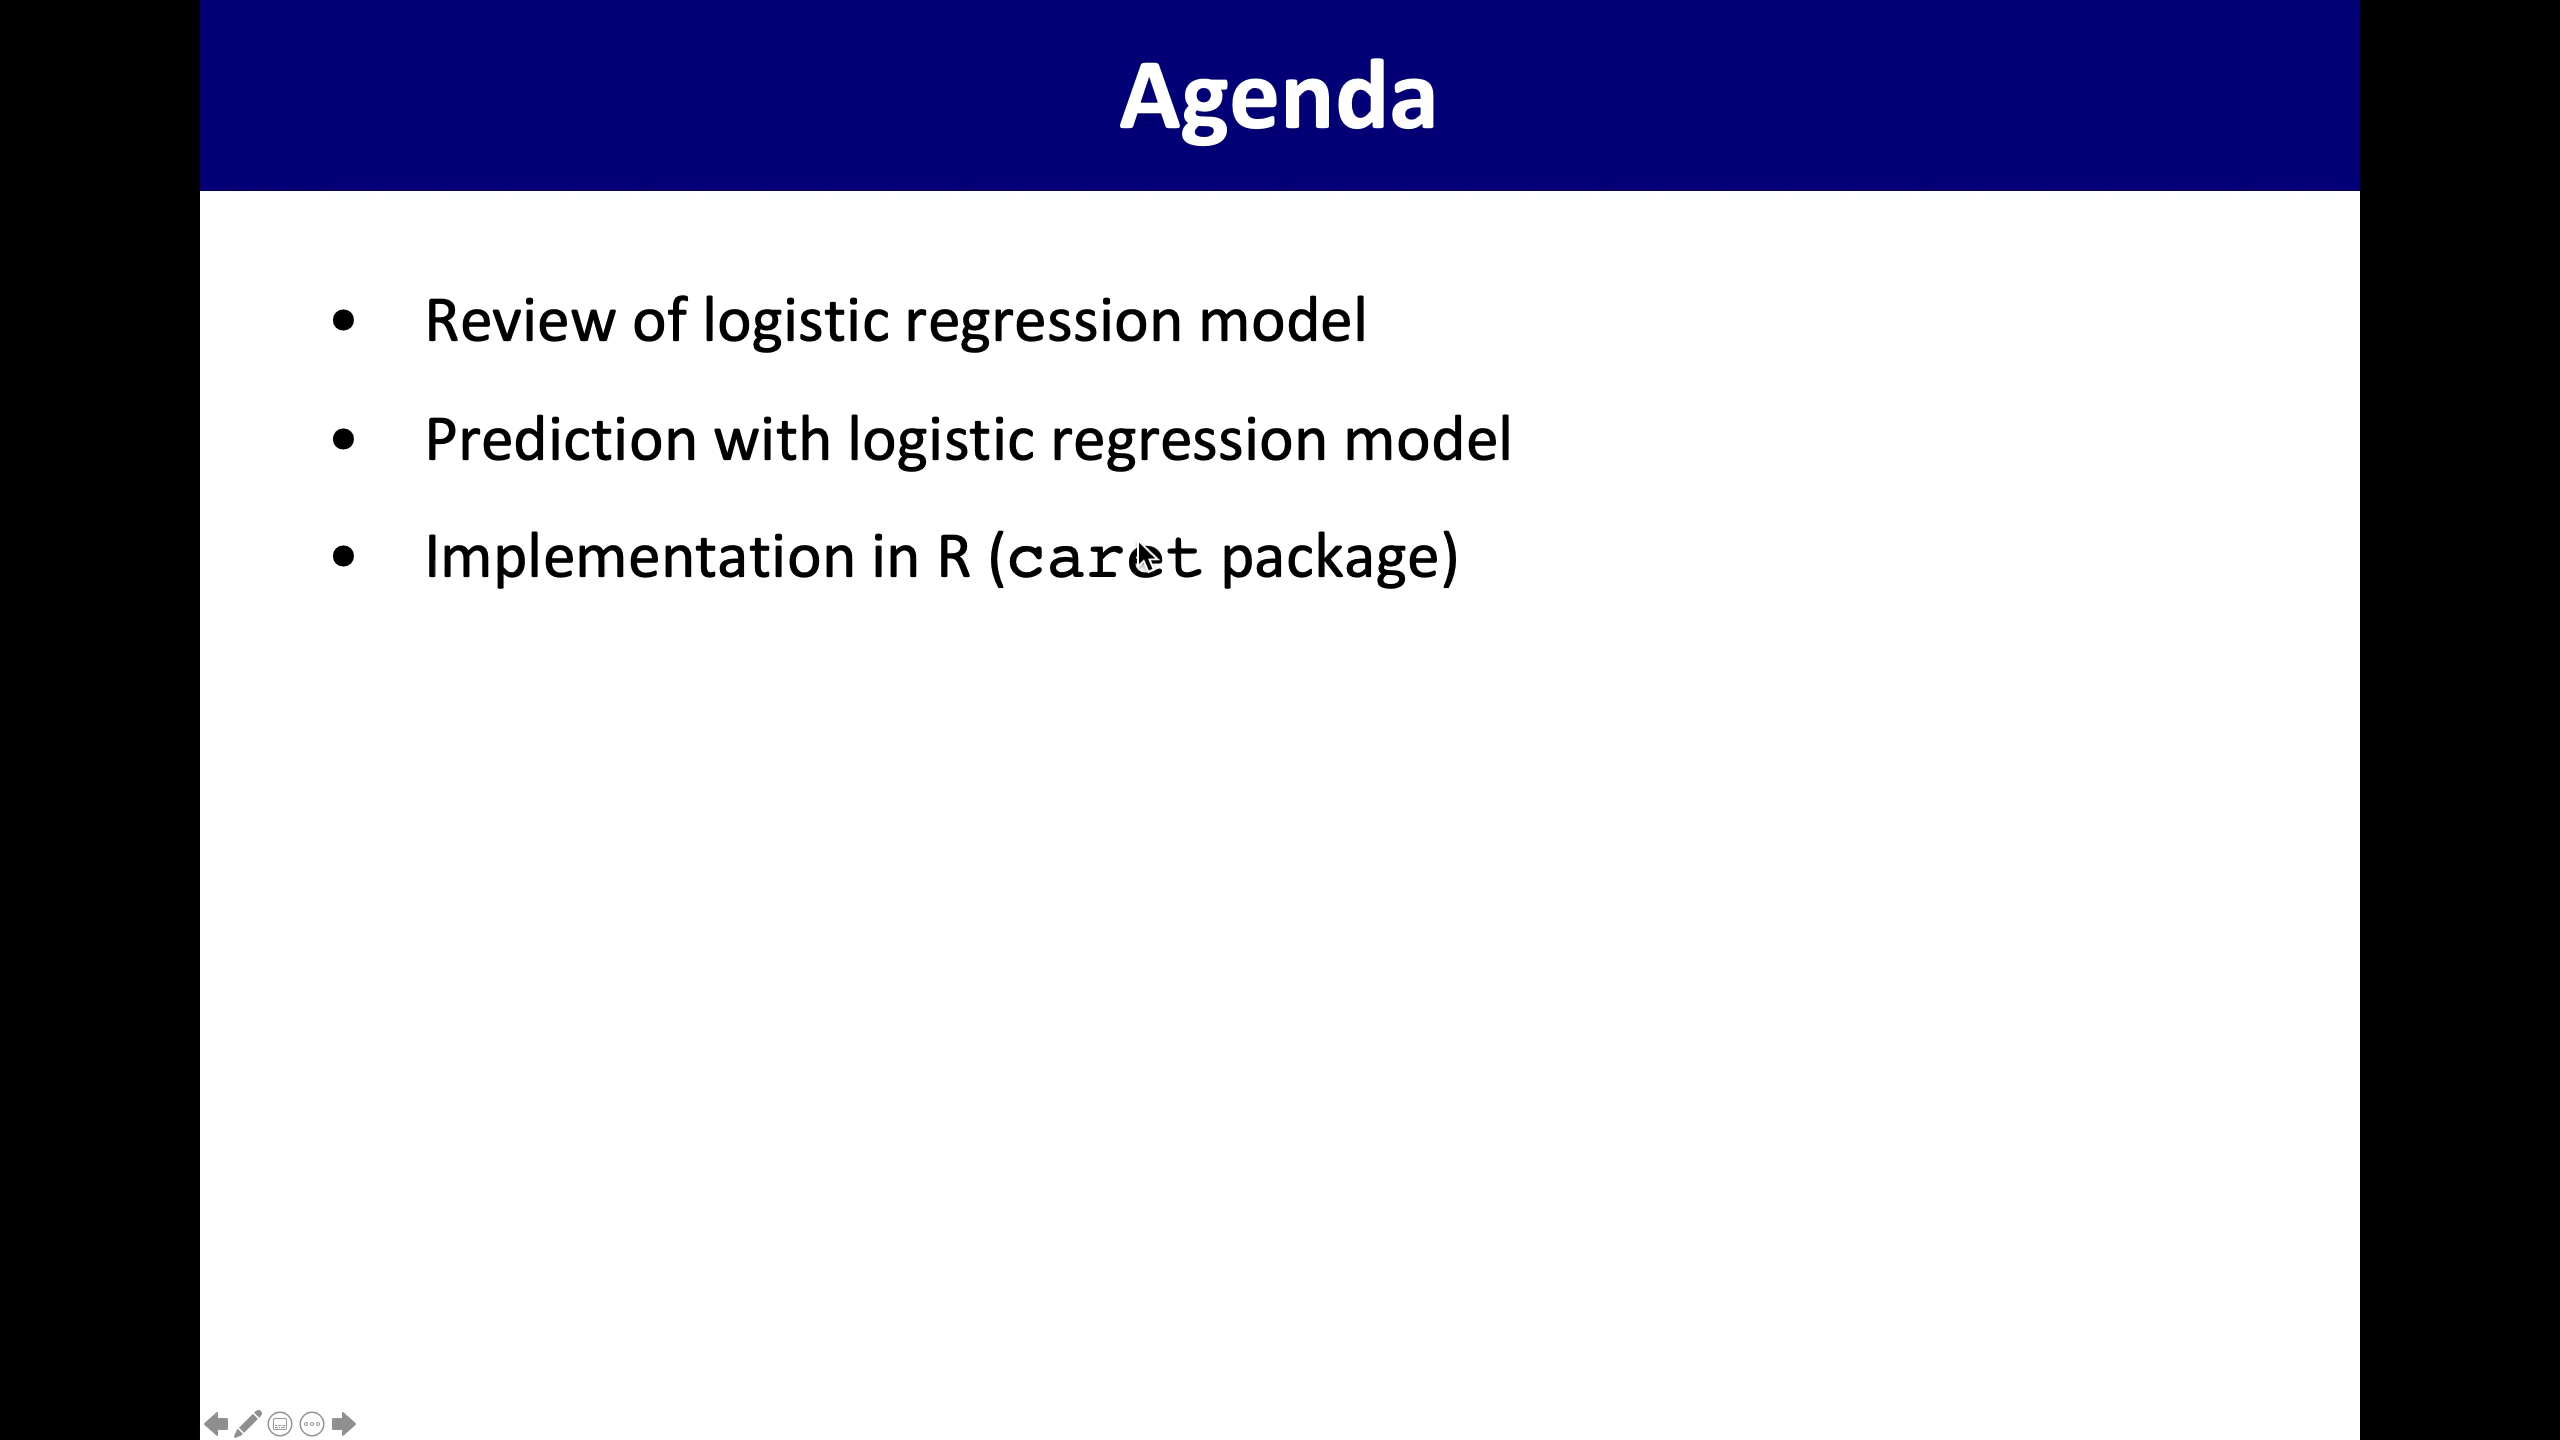 Agenda
• Review of logistic regression model
• Prediction with logistic regression model
• Implementation in R (caret package)